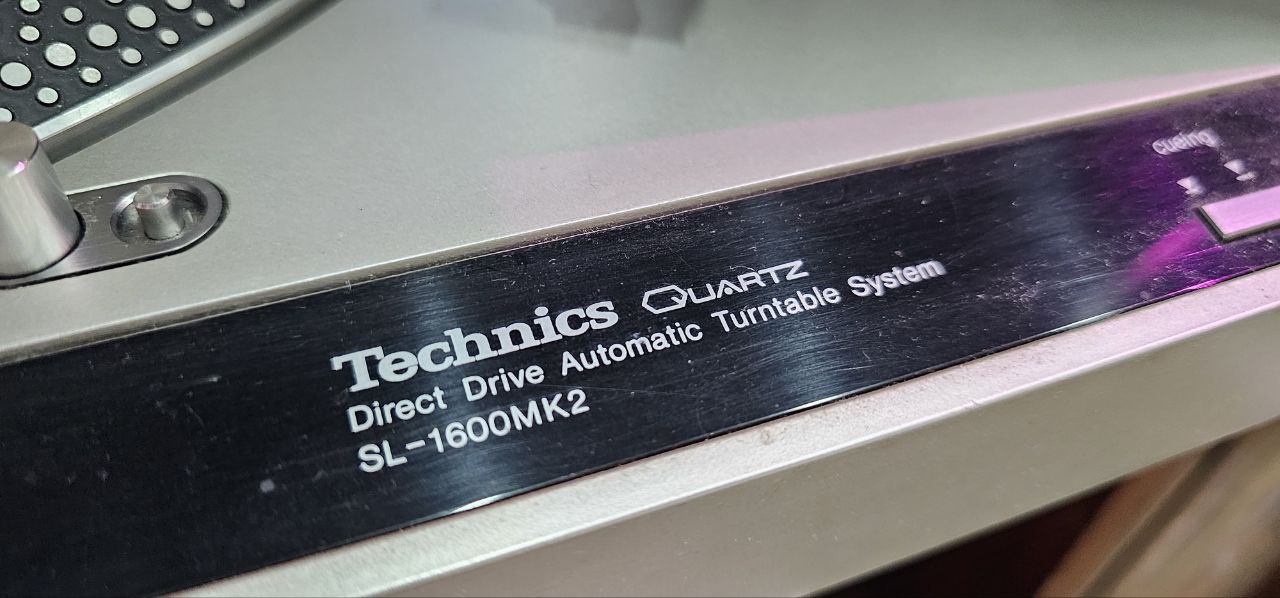 cueing
Technics QUARTZ
Direct Drive Automatic Turntable System
SL-1600MK2